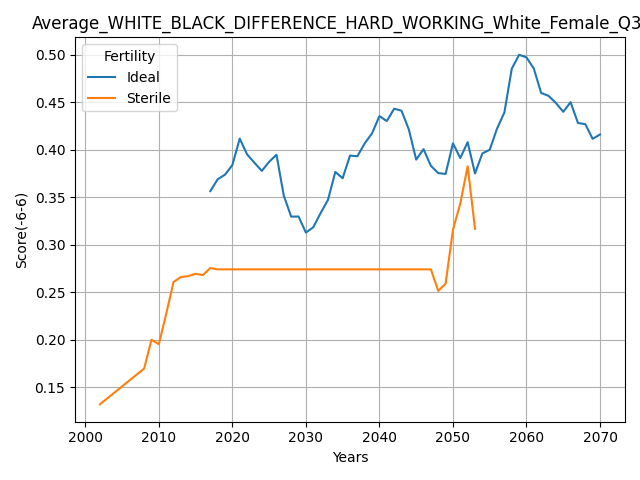 Average_WHITE_BLACK_DIFFERENCE_HARD_WORKING_White_Female_Q3
Fertility
Ideal
Sterile
0.50
0.45
0.40
0.35
0.30
0.25
0.20
0.15
Score(-6-6)
2000 2010 2020 2030 2040 2050 2060 2070
Years